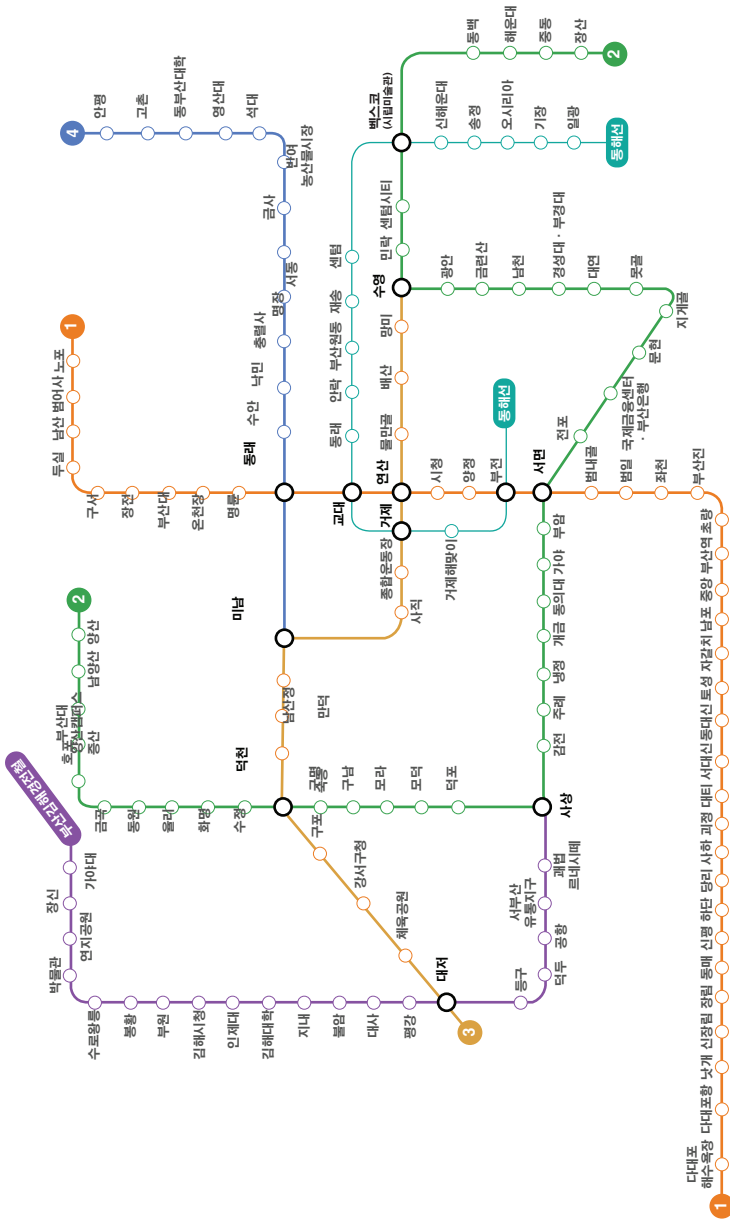 부산김해경전철
가야대
장신
연지공원
박물관
수로왕릉
봉황
부원
김해시청
인제대
김해대학
지내
불암
대사
평강
대저
등구
덕두
공항
서부산
유통지구
괘법
르네시떼
사상
2
양산
남양산
부산대
양산캠퍼스
증산
호포
금곡
동원
율리
화명
수정
덕천
구명
구남
모라
모덕
덕포
감전
주례
냉정
개금
동의대
가야
부암
서면
전포
국제금융센터
· 부산은행
문현
지게골
못골
대연
경성대 · 부경대
남천
금련산
광안
수영
민락
센텀시티
벡스코
(시립미술관)
동백
해운대
중동
장산
2
1
노포
범어사
남산
두실
구서
장전
부산대
온천장
명륜
동래
교대
연산
시청
양정
부전
범내골
범일
좌천
부산진
초량
부산역
중앙
남포
자갈치
토성
동대신
서대신
대티
괴정
사하
당리
하단
신평
동매
장림
신장림
낫개
다대포항
다대포
해수욕장
1
3
체육공원
강서구청
구포
숙등
남산정
만덕
미남
사직
종합운동장
거제
물만골
배산
망미
4
안평
고촌
동부산대학
영산대
석대
반여
농산물시장
금사
서동
명장
충렬사
낙민
수안
동해선
거제해맞이
동래
안락
부산원동
재송
센텀
신해운대
송정
오시리아
기장
일광
동해선